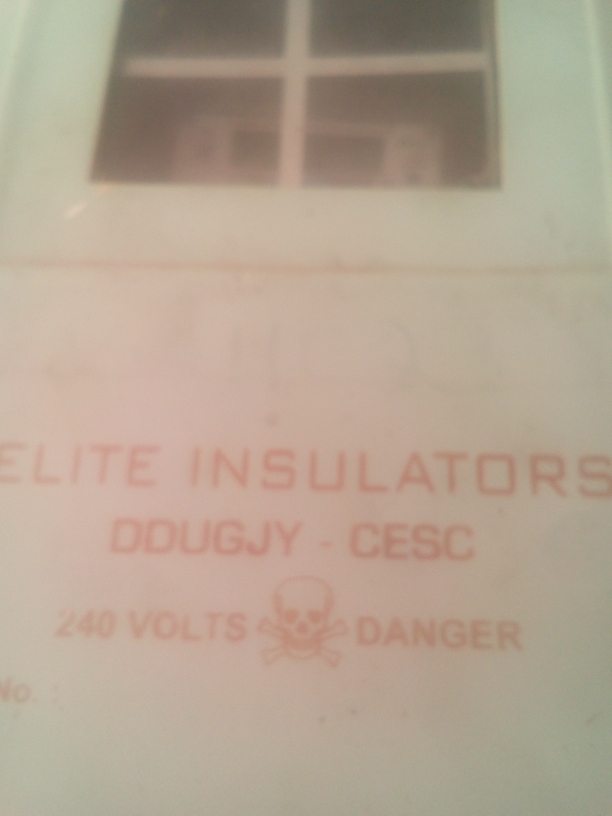 ELITE INSULATORS
DDUGJY - CESC
240 VOLTS DANGER
No. :